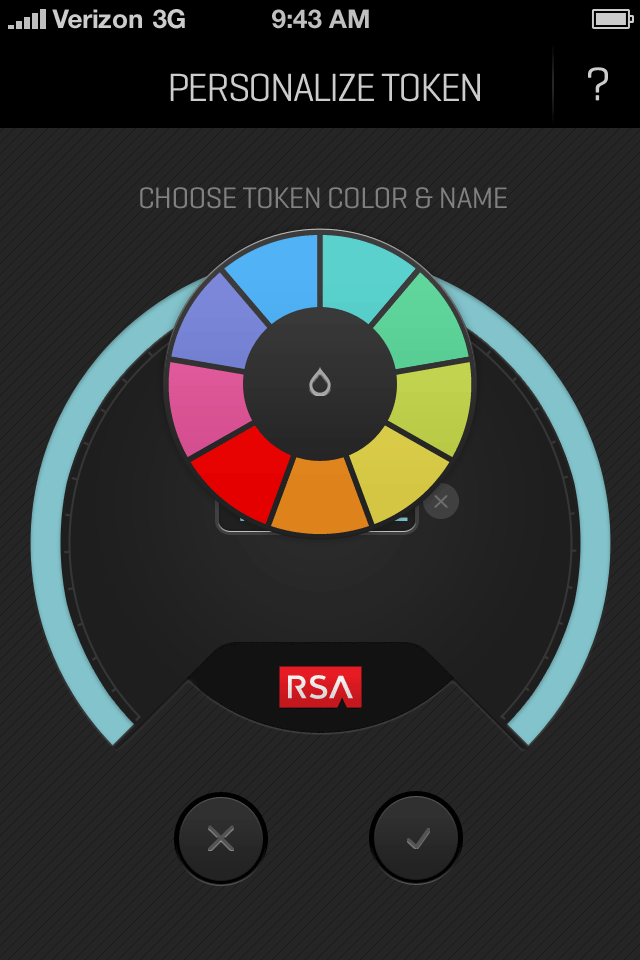 Verizon 3G 9:43 AM
PERSONALIZE TOKEN ?
CHOOSE TOKEN COLOR & NAME
RSA